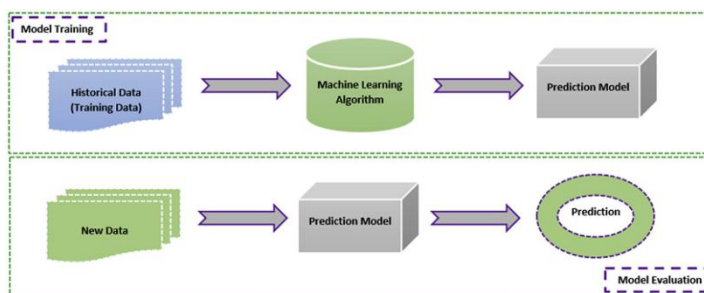 Model Training
Historical Data
(Training Data)
Machine Learning
Algorithm
Prediction Model
New Data
Prediction Model
Prediction
Model Evaluation